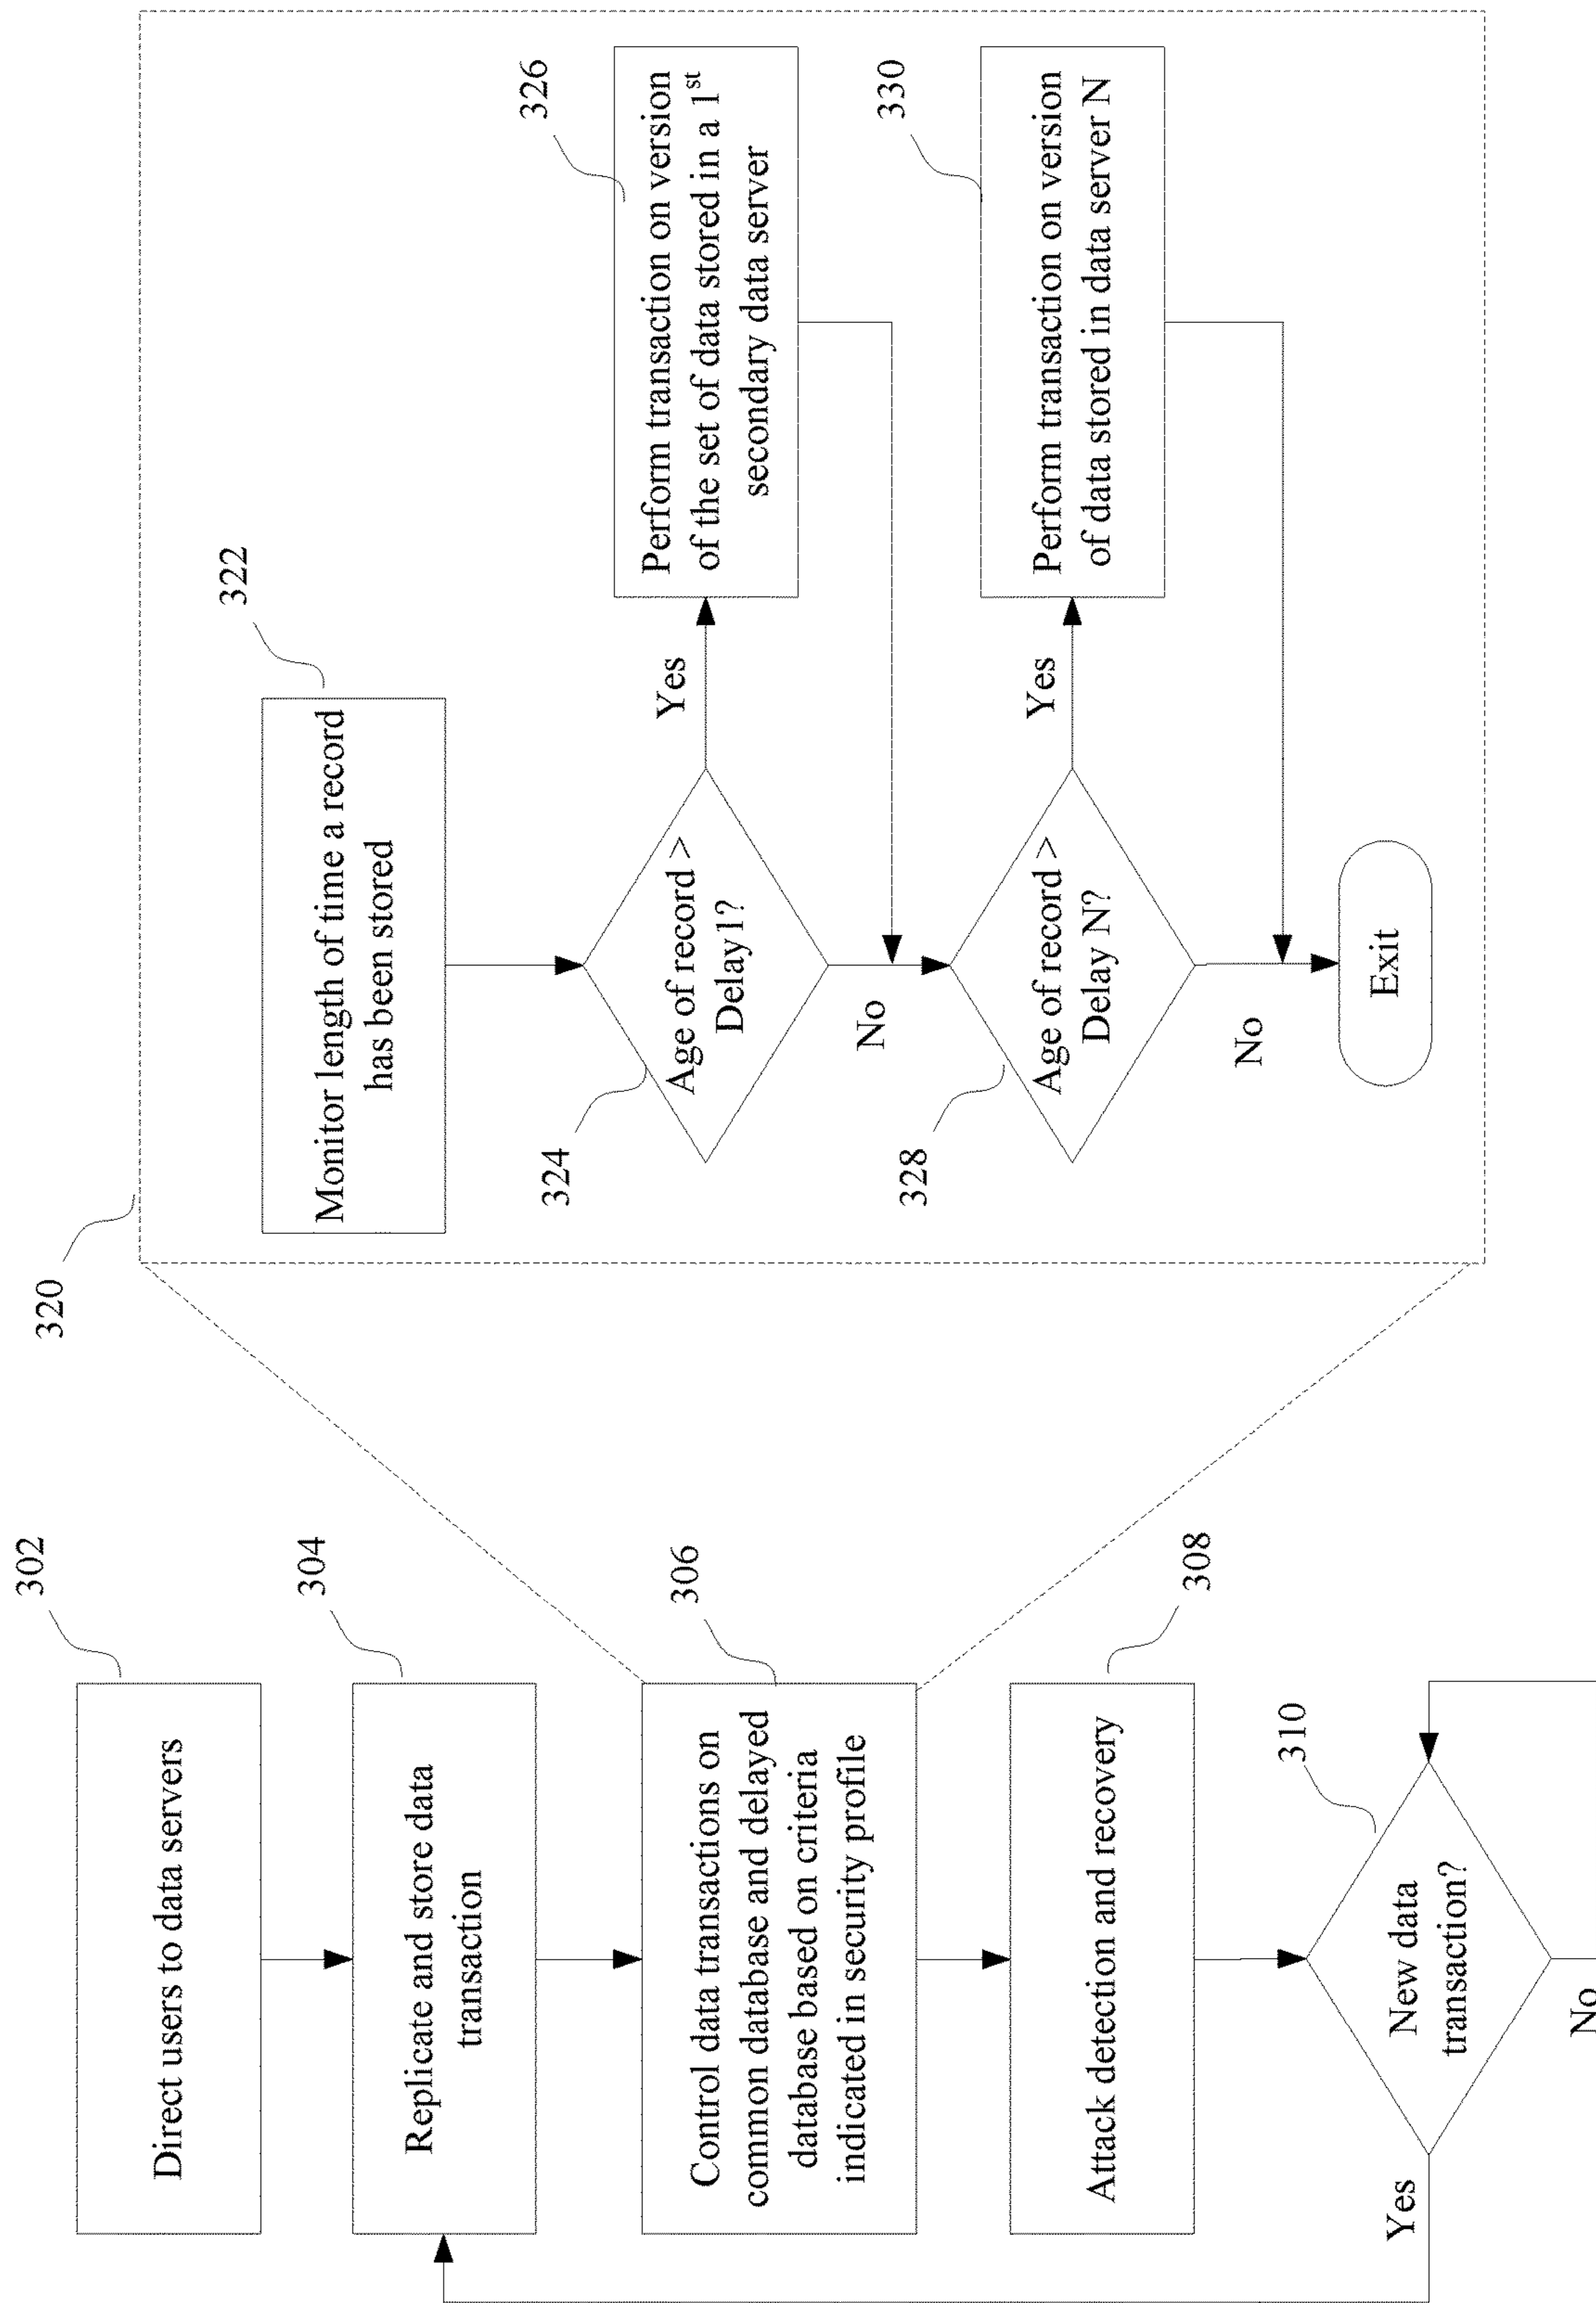 302
Direct users to data servers
304
Replicate and store data
transaction
306
Control data transactions on
common database and delayed
database based on criteria
indicated in security profile
308
Attack detection and recovery
310
New data
transaction?
Yes
No
320
322
Monitor length of time a record
has been stored
324
Age of record >
Delay1?
Yes
No
326
Perform transaction on version
of the set of data stored in a 1st
secondary data server
328
Age of record >
Delay N?
Yes
No
330
Perform transaction on version
of data stored in data server N
Exit